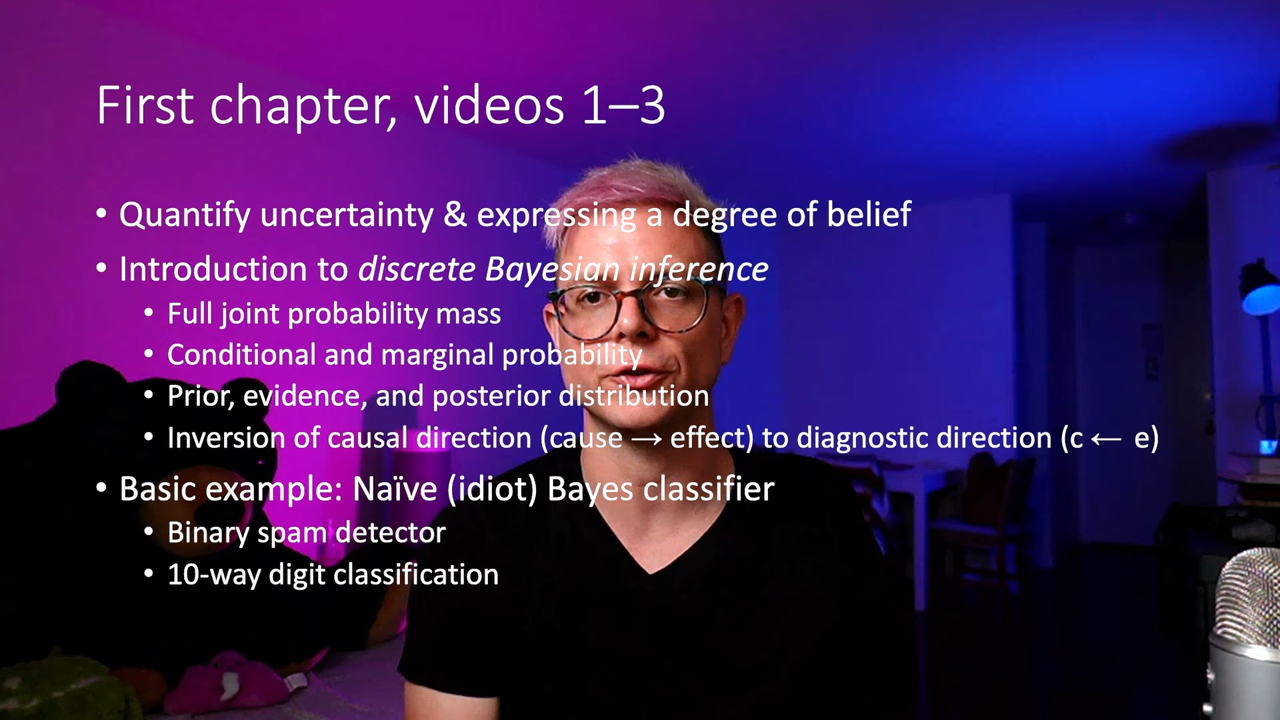 First chapter, videos 1–3
• Quantify uncertainty & expressing a degree of belief
• Introduction to discrete Bayesian inference
• Full joint probability mass
• Conditional and marginal probability
• Prior, evidence, and posterior distribution
• Inversion of causal direction (cause → effect) to diagnostic direction (c ← e)
• Basic example: Naïve (idiot) Bayes classifier
• Binary spam detector
• 10-way digit classification